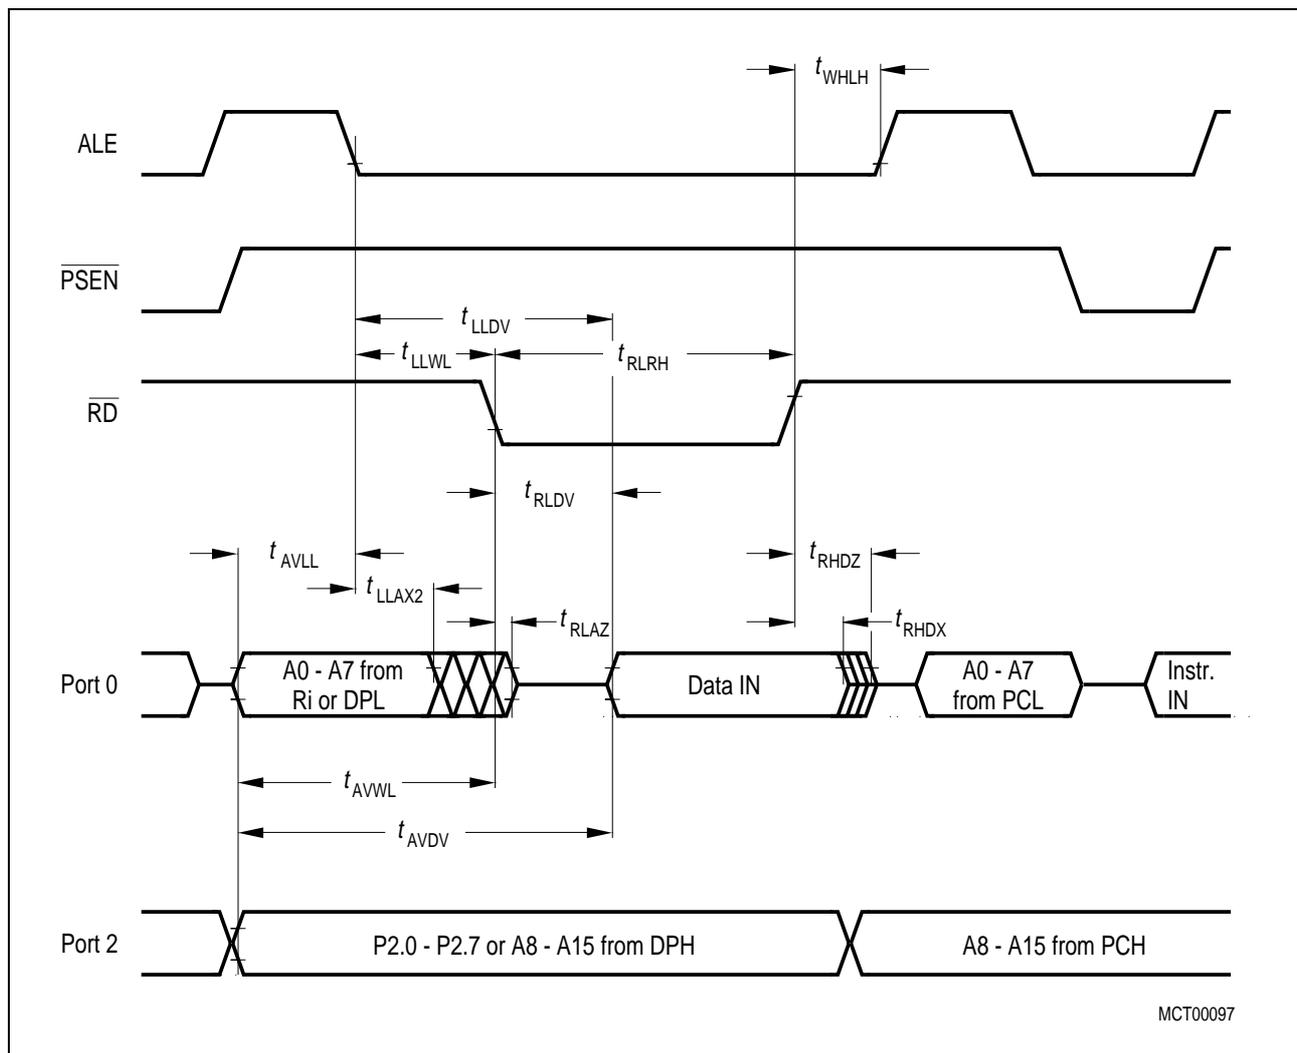 tWHLH
ALE
PSEN
tLLDV
tLLWL
tRLRH
RD
tRLDV
tAVLL
tRHDZ
tLLAX2
tRLAZ
tRHDX
Port 0
A0 - A7 from
Ri or DPL
Data IN
A0 - A7
from PCL
Instr.
IN
tAVWL
tAVDV
Port 2
P2.0 - P2.7 or A8 - A15 from DPH
A8 - A15 from PCH
MCT00097